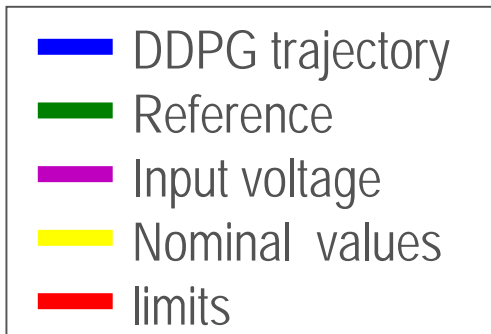 DDPG trajectory
Reference
Input voltage
Nominal values
limits